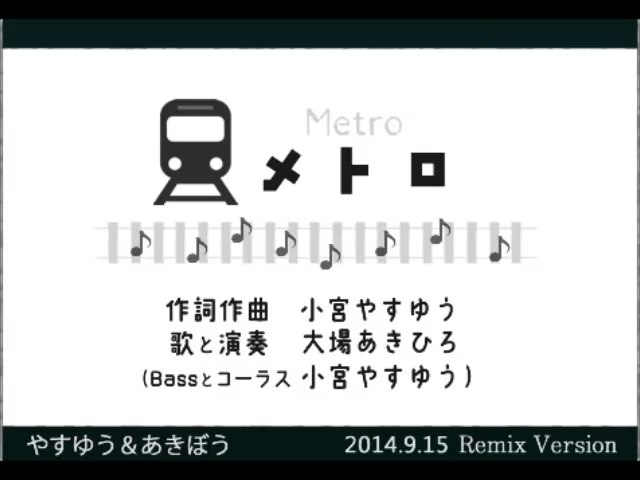 Metro
メトロ
作詞作曲　小宮やすゆう
歌と演奏　大場あきひろ
(Bassとコーラス 小宮やすゆう)
やすゆう＆あきぼう　2014.9.15 Remix Version